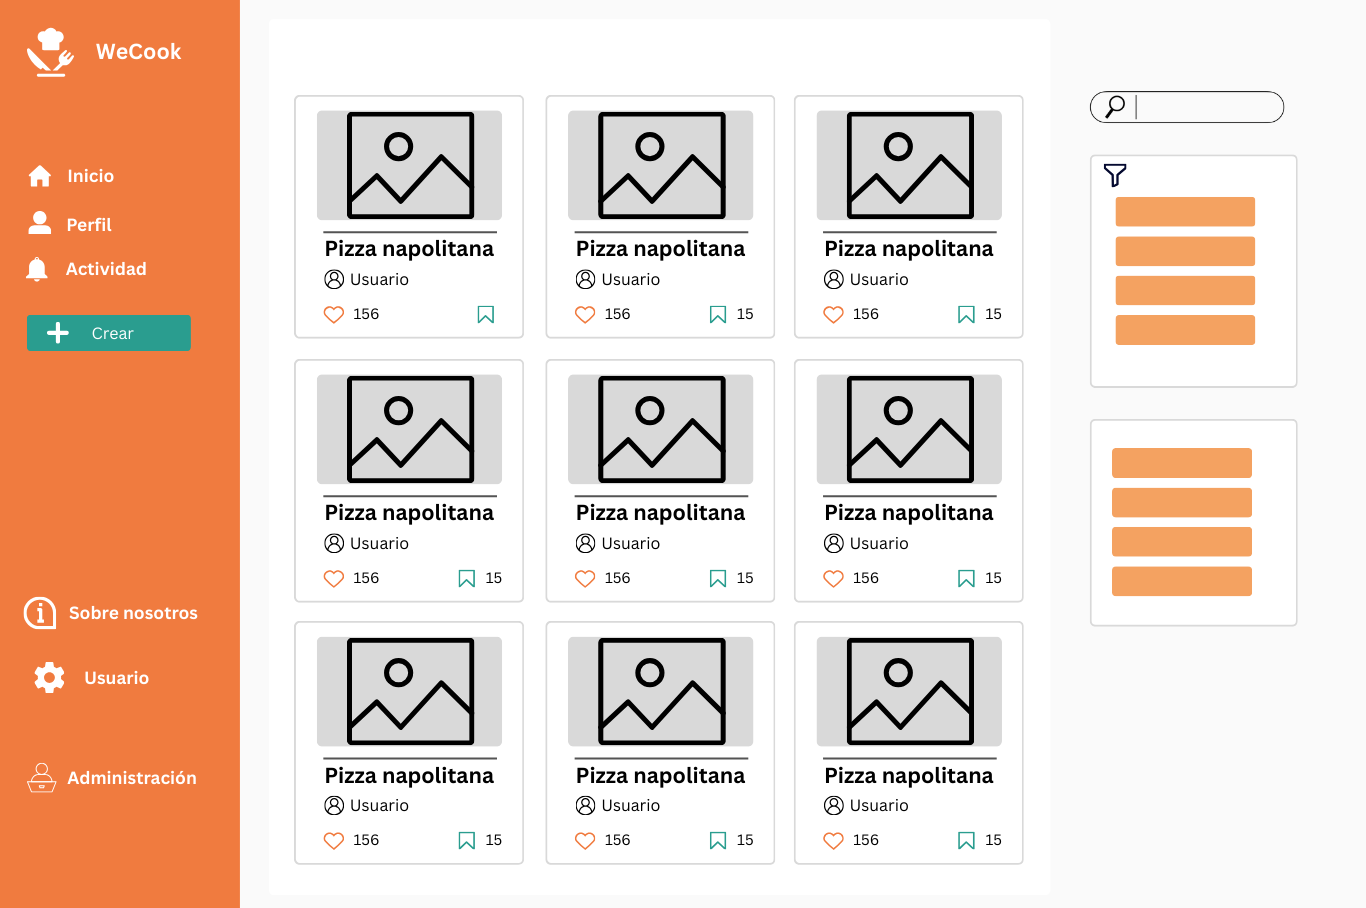 WeCook
Inicio
Perfil
Actividad
Crear
Sobre nosotros
Usuario
Administración
Pizza napolitana Pizza napolitana Pizza napolitana
Usuario Usuario Usuario
156 156 15 156 15
Pizza napolitana Pizza napolitana Pizza napolitana
Usuario Usuario Usuario
156 15 156 15 156 15
Pizza napolitana Pizza napolitana Pizza napolitana
Usuario Usuario Usuario
156 15 156 15 156 15